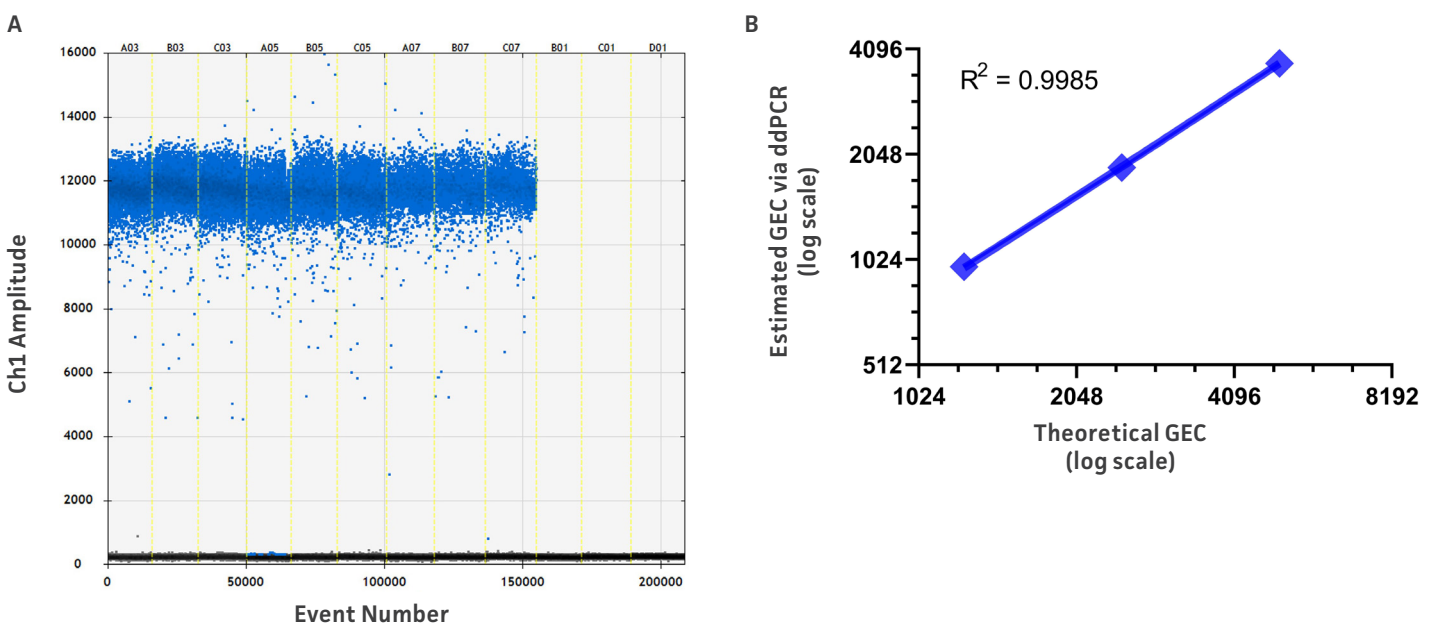 A
A03 B03 C03 A05 B05 C05 A07 B07 C07 B01 C01 D01
16000
14000
12000
10000
8000
6000
4000
2000
0
0 50000 100000 150000 200000
Ch1 Amplitude
Event Number
B
R² = 0.9985
4096
2048
1024
512
1024 2048 4096 8192
Estimated GEC via ddPCR
(log scale)
Theoretical GEC
(log scale)